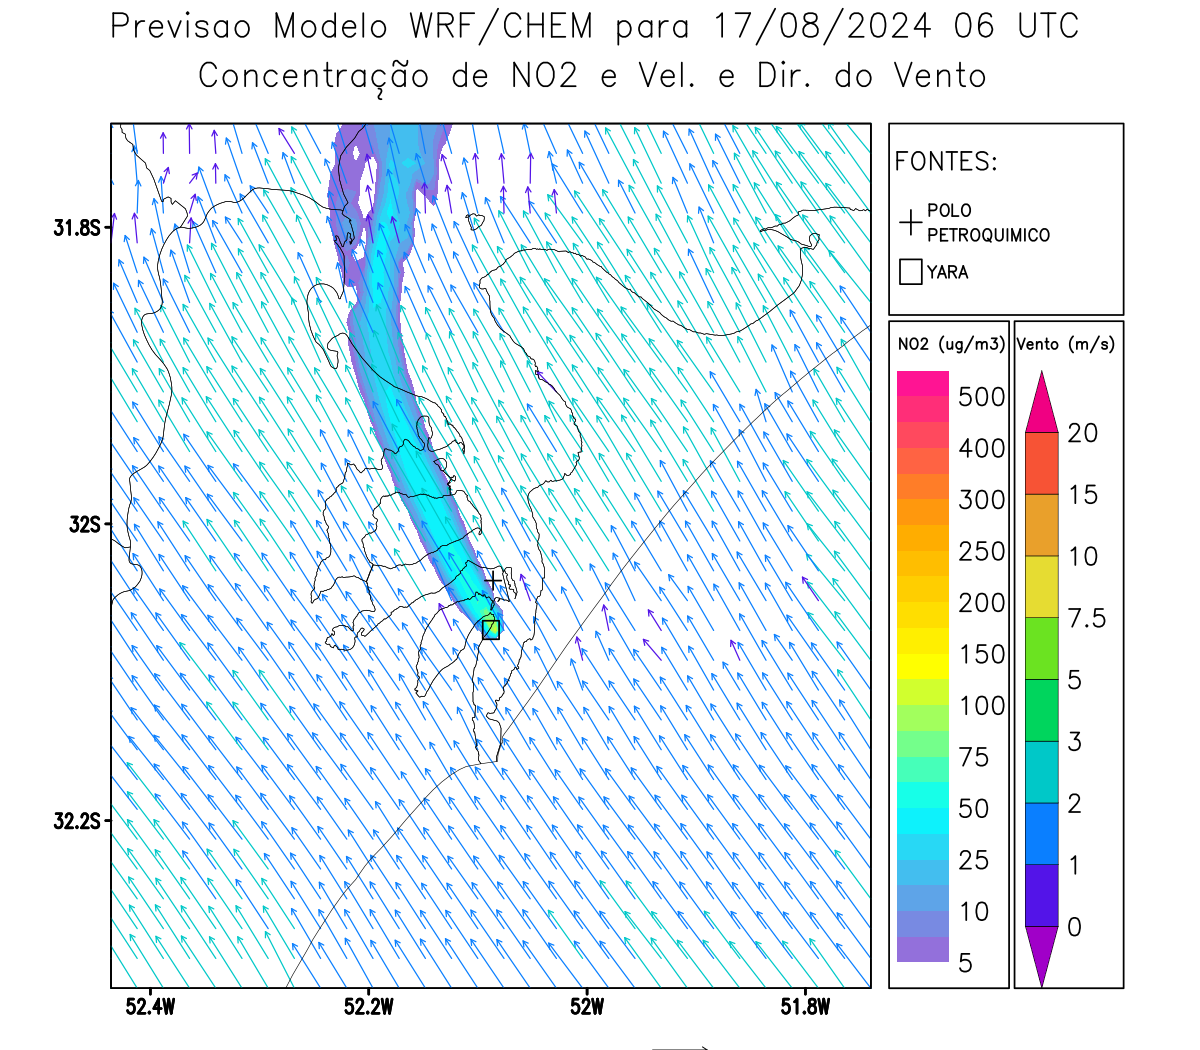 Previsao Modelo WRF/CHEM para 17/08/2024 06 UTC
Concentração de NO2 e Vel. e Dir. do Vento
FONTES:
POLO
PETROQUIMICO
YARA
31.8S
32S
32.2S
52.4W
52.2W
52W
51.8W
NO2 (ug/m3)
500
400
300
250
200
150
100
75
50
25
10
5
Vento (m/s)
20
15
10
7.5
5
3
2
1
0